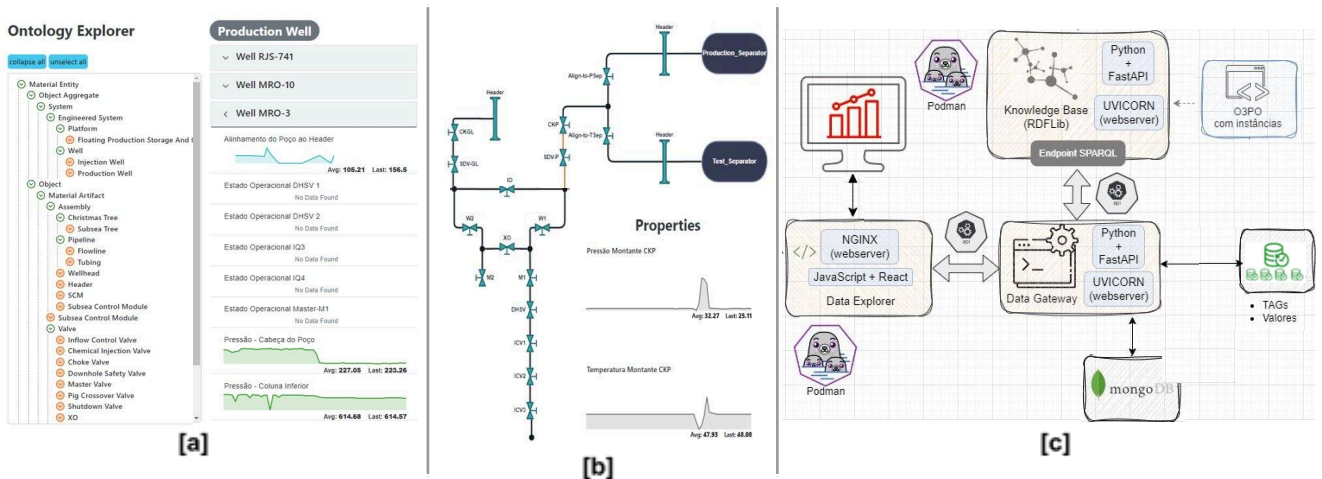 Ontology Explorer
collapse all
unselect all
Material Entity
Object Aggregate
System
Engineered System
Platform
Floating Production Storage And
Well
Injection Well
Production Well
Object
Material Artifact
Assembly
Christmas Tree
Subsea Tree
Pipeline
Flowline
Tubing
Wellhead
Header
SCM
Subsea Control Module
Subsea Control Module
Valve
Inflow Control Valve
Chemical Injection Valve
Choke Valve
Downhole Safety Valve
Master Valve
Pig Crossover Valve
Shutdown Valve
XO
Production Well
Well RJS-741
Well MRO-10
Well MRO-3
Alinhamento do Poço ao Header
Avg: 105.21 Last: 156.5
Estado Operacional DHSV 1
No Data Found
Estado Operacional DHSV 2
No Data Found
Estado Operacional IQ3
No Data Found
Estado Operacional IQ4
No Data Found
Estado Operacional Master-M1
No Data Found
Pressão - Cabeça do Poço
Avg: 227.05 Last: 223.26
Pressão - Coluna Inferior
Avg: 614.68 Last: 614.57
[a]
Header
Production_Separator
Align-to-PSep
Header
CKGL
CKP
Align-to-TSep
Header
Test_Separator
SDV-GL
SDV-P
IO
W2
W1
XO
M2
M1
DHSV
ICV1
ICV2
ICV3
Properties
Pressão Montante CKP
Avg: 32.27 Last: 25.11
Temperatura Montante CKP
Avg: 47.93 Last: 48.66
[b]
Podman
Knowledge Base
(RDFLib)
Python
+
FastAPI
UVICORN
(webserver)
O3PO
com instâncias
Endpoint SPARQL
api
NGINX
(webserver)
JavaScript + React
Data Explorer
api
Data Gateway
Python
+
FastAPI
UVICORN
(webserver)
• TAGs
• Valores
Podman
mongoDB
[c]